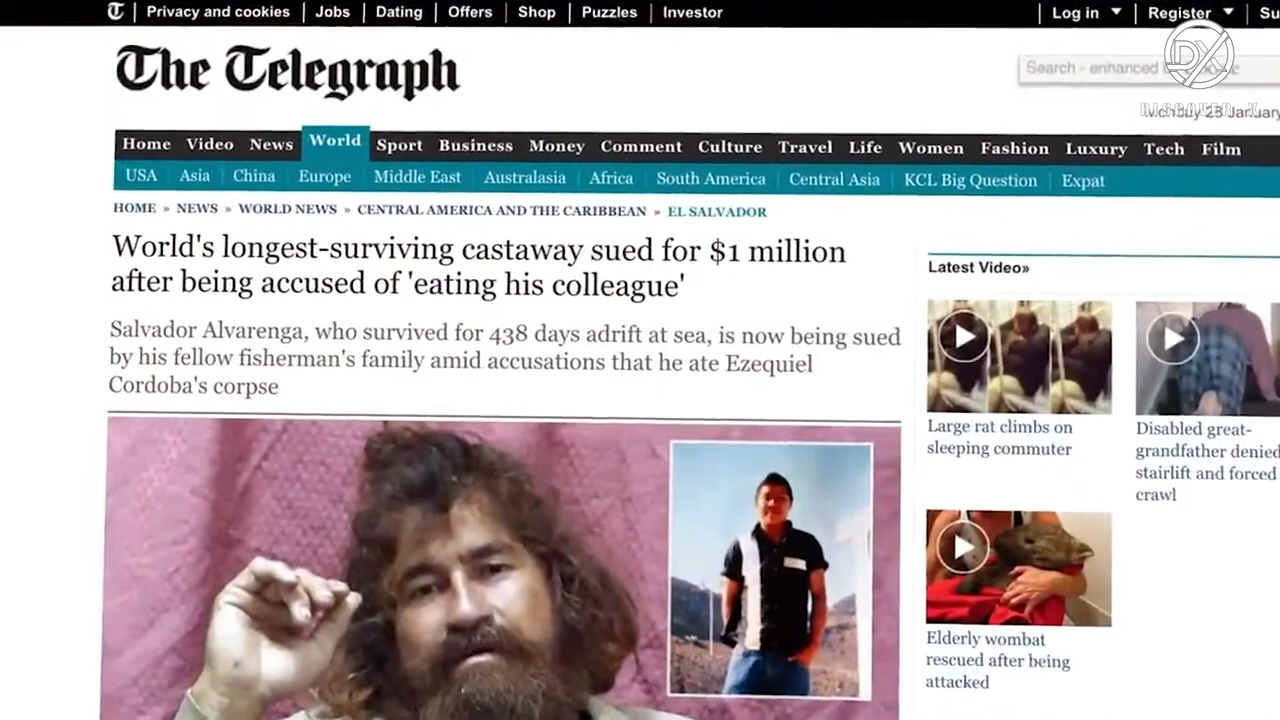 Privacy and cookies Jobs Dating Offers Shop Puzzles Investor Log in Register
The Telegraph
DX
Search - enhanced
Home Video News World Sport Business Money Comment Culture Travel Life Women Fashion Luxury Tech Film
USA Asia China Europe Middle East Australasia Africa South America Central Asia KCL Big Question Expat
HOME » NEWS » WORLD NEWS » CENTRAL AMERICA AND THE CARIBBEAN » EL SALVADOR
World's longest-surviving castaway sued for $1 million
after being accused of 'eating his colleague'
Salvador Alvarenga, who survived for 438 days adrift at sea, is now being sued
by his fellow fisherman's family amid accusations that he ate Ezequiel
Cordoba's corpse
Latest Video»
Large rat climbs on
sleeping commuter
Disabled great-
grandfather denied
stairlift and forced
crawl
Elderly wombat
rescued after being
attacked